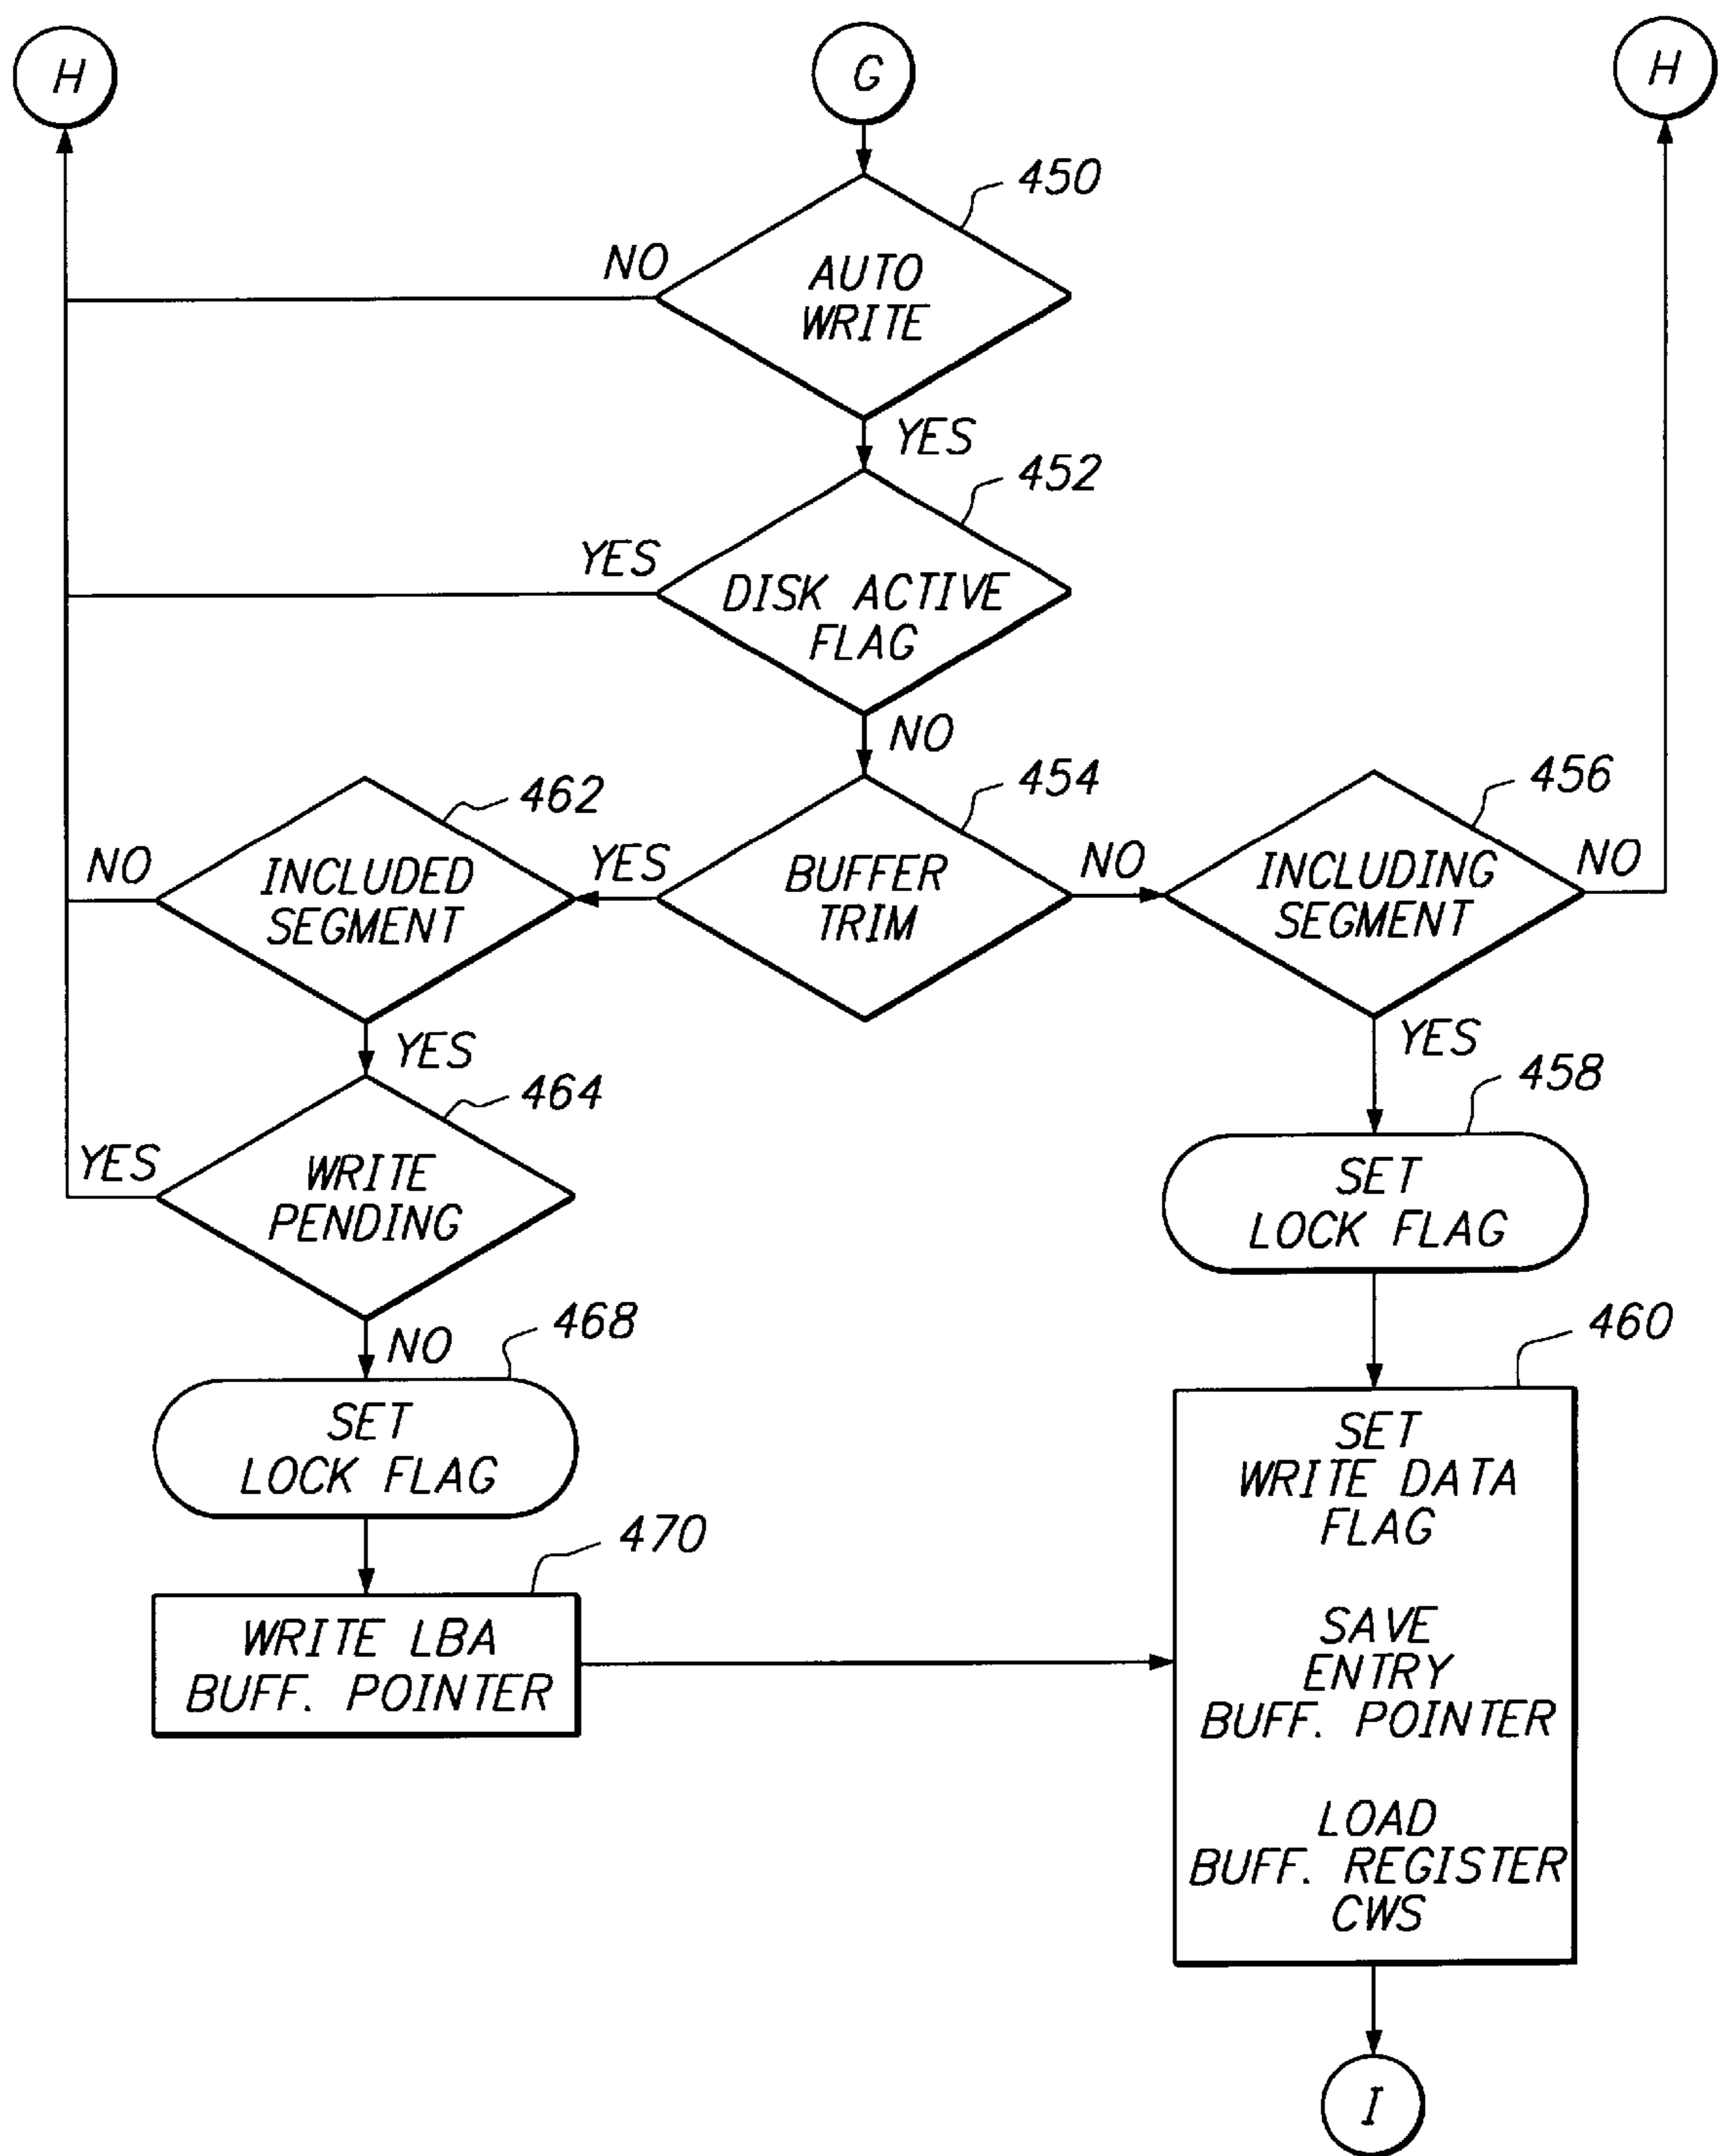 H
G
H
450
NO
AUTO
WRITE
YES
452
YES
DISK ACTIVE
FLAG
NO
462
454
456
NO
INCLUDED
SEGMENT
YES
BUFFER
TRIM
NO
INCLUDING
SEGMENT
NO
YES
YES
464
458
YES
WRITE
PENDING
SET
LOCK FLAG
NO
468
460
SET
LOCK FLAG
470
WRITE LBA
BUFF. POINTER
SET
WRITE DATA
FLAG
SAVE
ENTRY
BUFF. POINTER
LOAD
BUFF. REGISTER
CWS
I